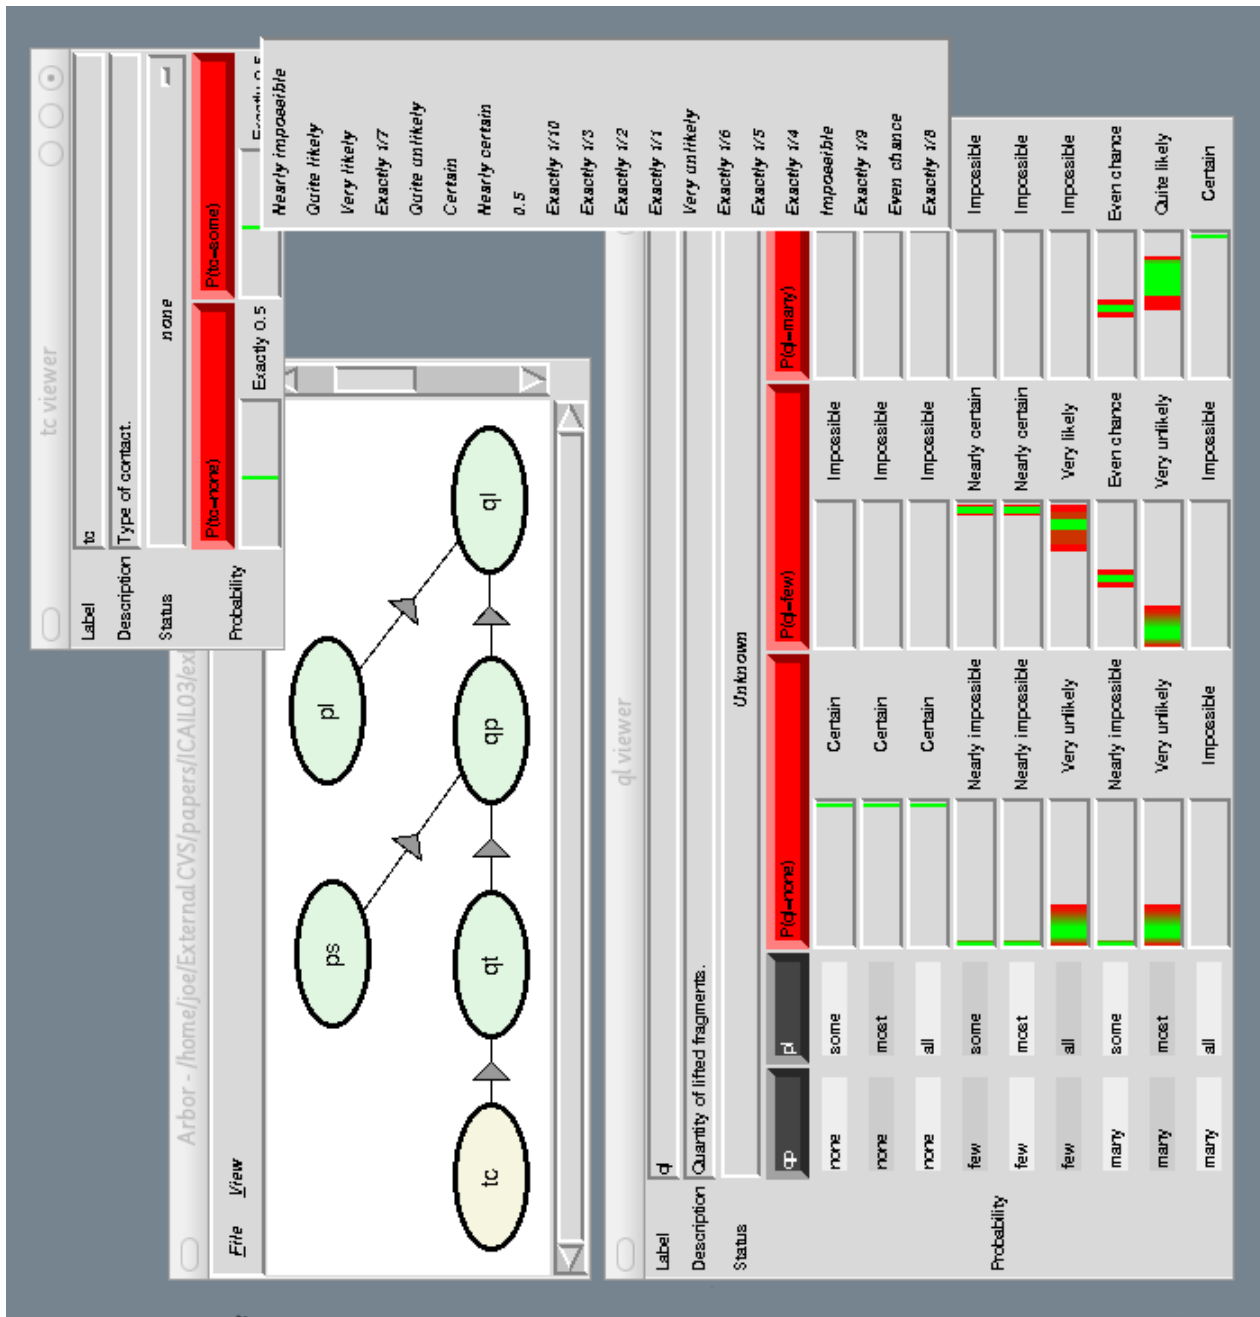 Arbor - /home/joe/External CVS/papers/ICAIL03/ex
File View
tc
qt
qp
ql
ps
pl
tc viewer
Label tc
Description Type of contact.
Status none
P(tc=none) P(tc=some)
Probability Exactly 0.5 Exactly 0.5
Nearly impossible
Quite likely
Very likely
Exactly 1/7
Quite unlikely
Certain
Nearly certain
0.5
Exactly 1/10
Exactly 1/3
Exactly 1/2
Exactly 1/1
Very unlikely
Exactly 1/6
Exactly 1/5
Exactly 1/4
Impossible
Exactly 1/9
Even chance
Exactly 1/8
ql viewer
Label ql
Description Quantity of lifted fragments.
Status Unknown
qp pl P(ql=none) P(ql=few) P(ql=many)
none some Certain Impossible
none most Certain Impossible
none all Certain Impossible
few some Nearly impossible Nearly certain Impossible
Probability few most Nearly impossible Nearly certain Impossible
few all Very unlikely Very likely Impossible
many some Nearly impossible Even chance Even chance
many most Very unlikely Very unlikely Quite likely
many all Impossible Impossible Certain